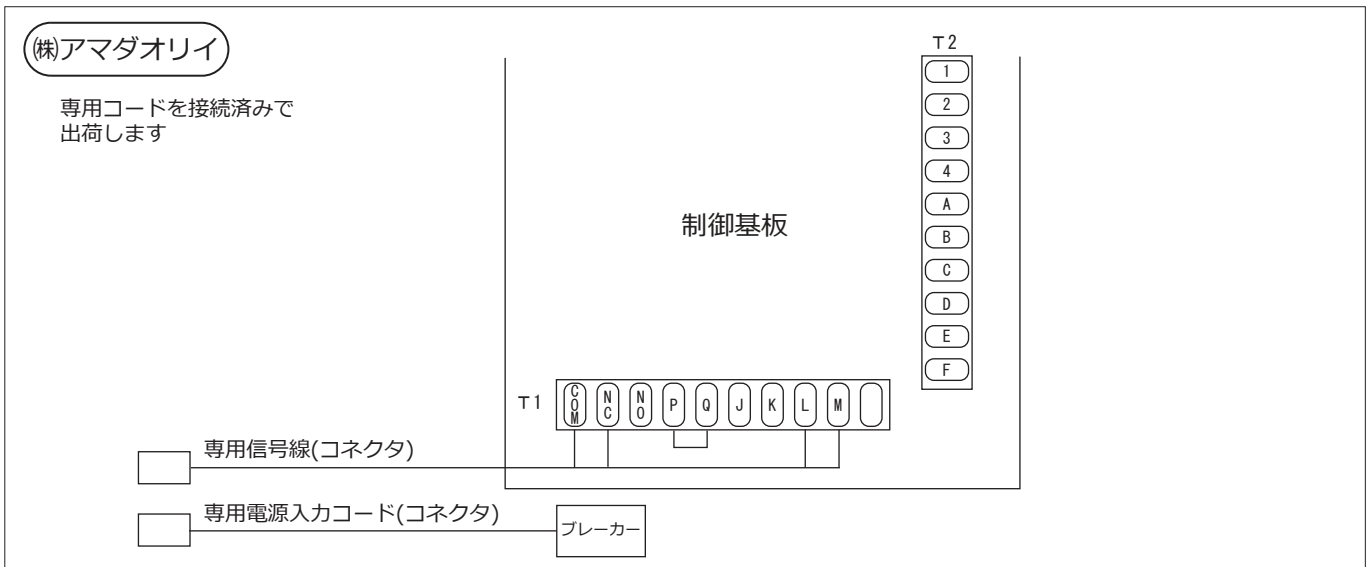 ㈱アマダオリイ
専用コードを接続済みで
出荷します
制御基板
T2
1
2
3
4
A
B
C
D
E
F
T1
COM
NC
NO
P
Q
J
K
L
M
専用信号線(コネクタ)
専用電源入力コード(コネクタ)
ブレーカー